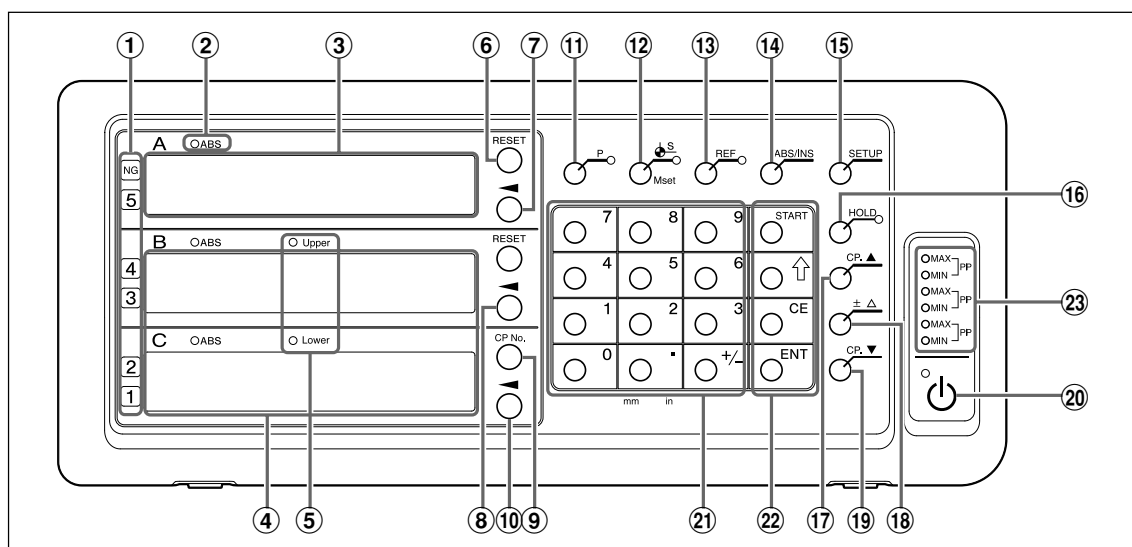 ① ② ③ ⑥ ⑦ ⑪ ⑫ ⑬ ⑭ ⑮
A ABS RESET P S REF ABS/INS SETUP
NG Mset
5
7 8 9 START HOLD ⑯
B ABS Upper RESET
4 4 5 6 ⇧ CP. ▲
MAX
MIN PP
MAX
MIN PP ㉓
MAX
MIN PP
3 1 2 3 CE ± △
C ABS Lower CP No.
2 0 . +/- ENT CP. ▼
1 mm in ⑳
④ ⑤ ⑧ ⑩ ⑨ ㉑ ㉒ ⑰ ⑲ ⑱